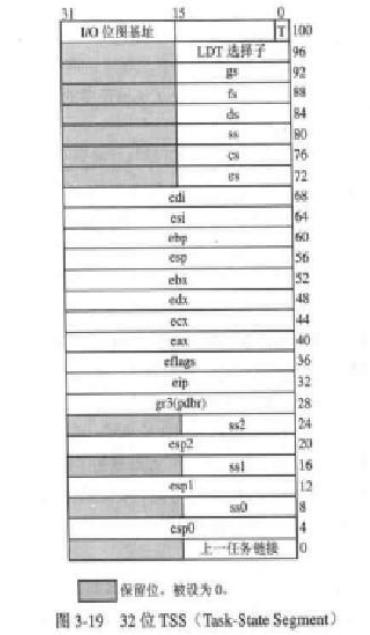 31 15 0
I/O 位图基址 T 100
LDT 选择子 96
gs 92
fs 88
ds 84
ss 80
cs 76
es 72
edi 68
esi 64
ebp 60
esp 56
ebx 52
edx 48
ecx 44
eax 40
eflags 36
eip 32
gr3(pdbr) 28
ss2 24
esp2 20
ss1 16
esp1 12
ss0 8
esp0 4
上一任务链接 0
保留位，被设为 0。
图 3-19 32 位 TSS（Task-State Segment）